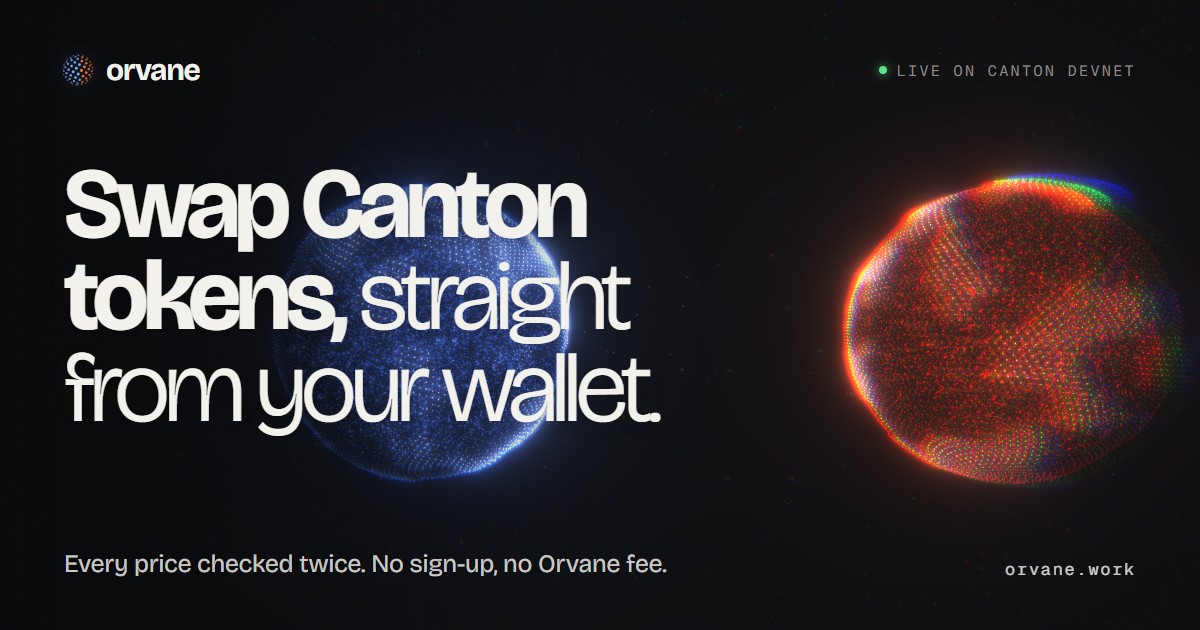 orvane
LIVE ON CANTON DEVNET
Swap Canton
tokens, straight
from your wallet.
Every price checked twice. No sign-up, no Orvane fee.
orvane.work